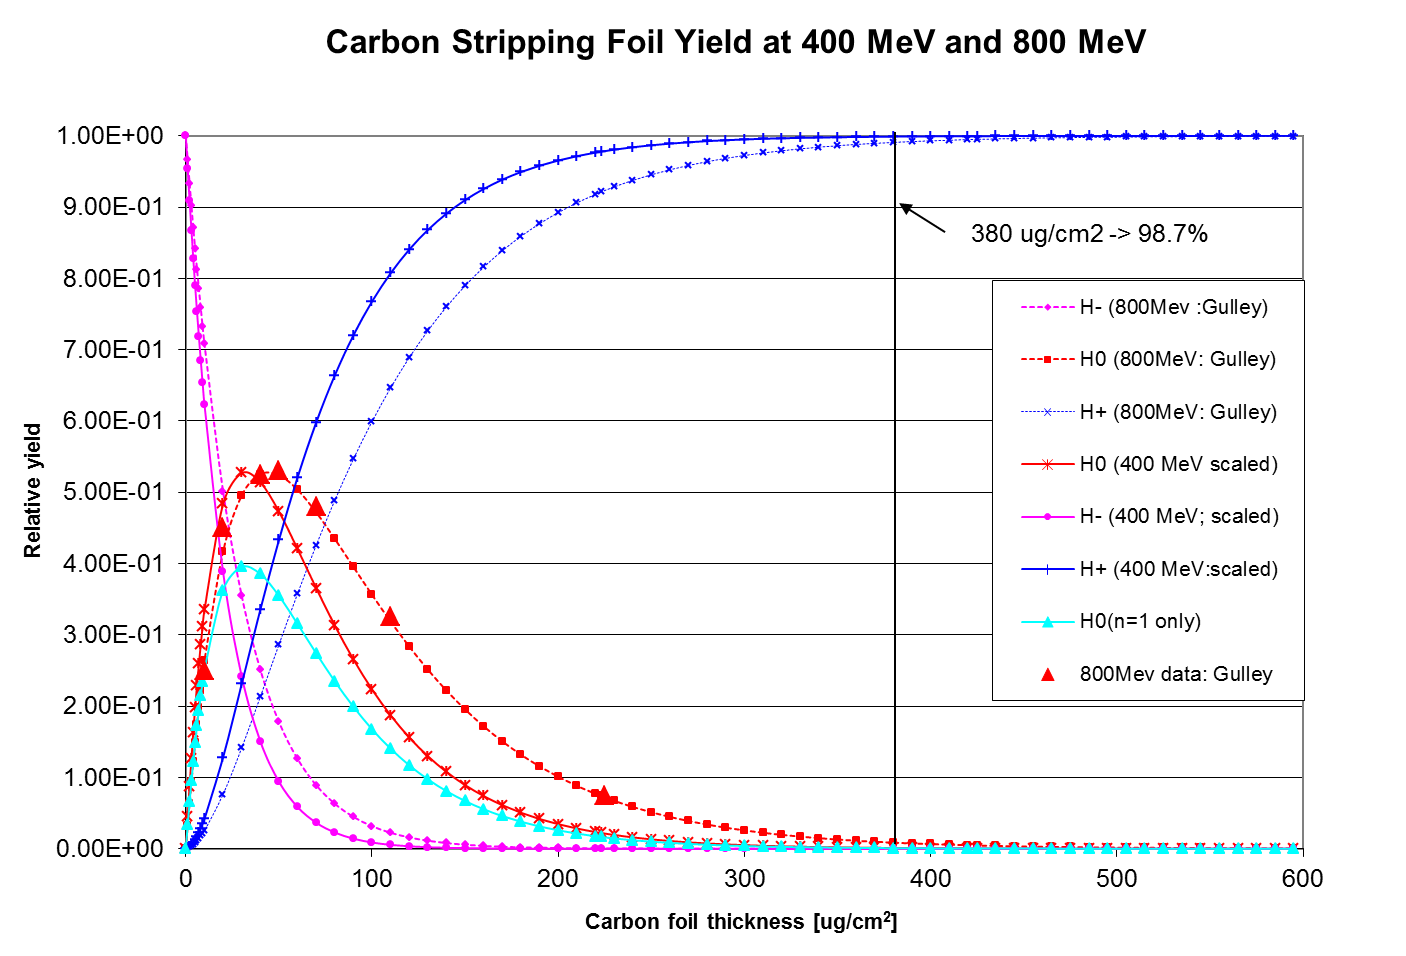 Carbon Stripping Foil Yield at 400 MeV and 800 MeV
1.00E+00
9.00E-01
8.00E-01
7.00E-01
6.00E-01
5.00E-01
4.00E-01
3.00E-01
2.00E-01
1.00E-01
0.00E+00
Relative yield
380 ug/cm2 -> 98.7%
H- (800Mev :Gulley)
H0 (800MeV: Gulley)
H+ (800MeV: Gulley)
H0 (400 MeV scaled)
H- (400 MeV; scaled)
H+ (400 MeV:scaled)
H0(n=1 only)
800Mev data: Gulley
0 100 200 300 400 500 600
Carbon foil thickness [ug/cm²]